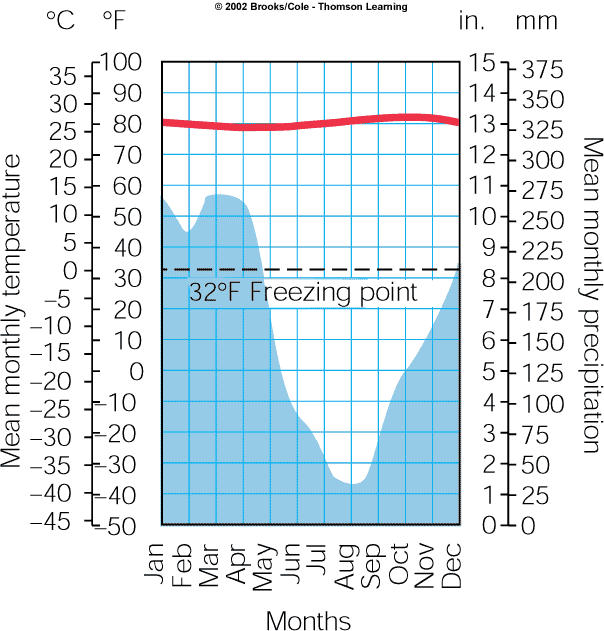 © 2002 Brooks/Cole - Thomson Learning
°C °F in. mm
100 15
35 375
90 14
30 350
80 13
25 325
70 12
20 300
60 11
15 275
50 10
10 250
40 9
5 225
0 30 8 200
–5 20 7 175
–10 10 6 150
–15
–20 0 5 125
–25 –10 4 100
–30 –20 3 75
–35 –30 2 50
–40 –40 1 25
–45 –50 0 0
Mean monthly temperature
32°F Freezing point
Mean monthly precipitation
Jan Feb Mar Apr May Jun Jul Aug Sep Oct Nov Dec
Months